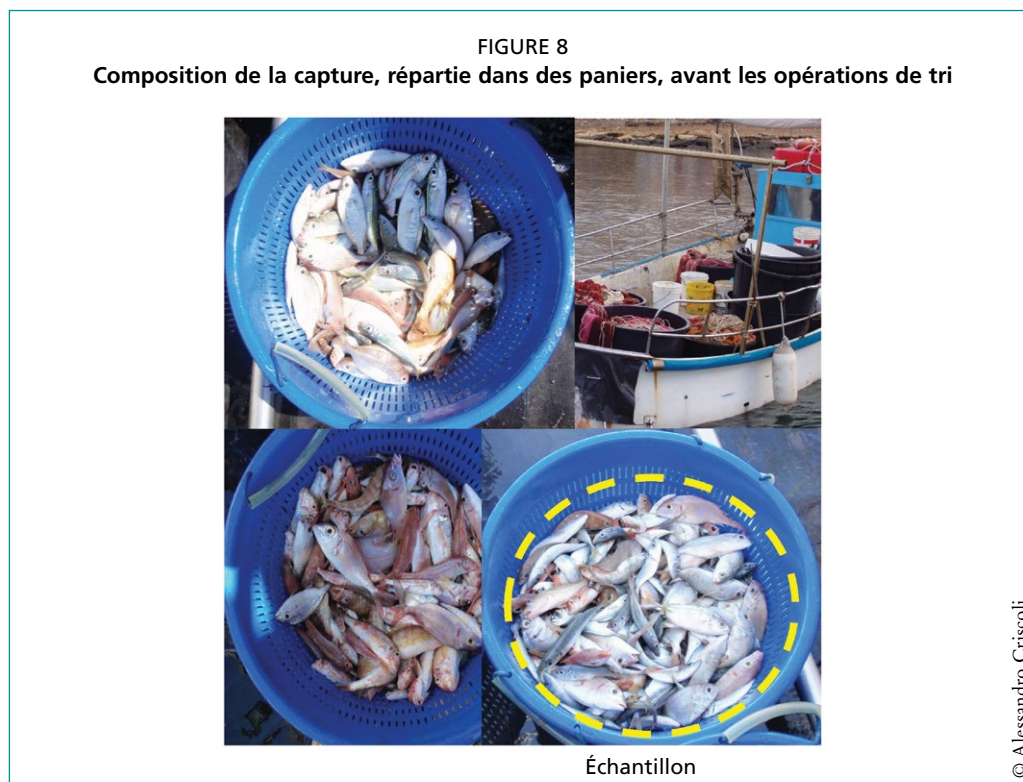 FIGURE 8
Composition de la capture, répartie dans des paniers, avant les opérations de tri
Échantillon
© Alessandro Criscoli